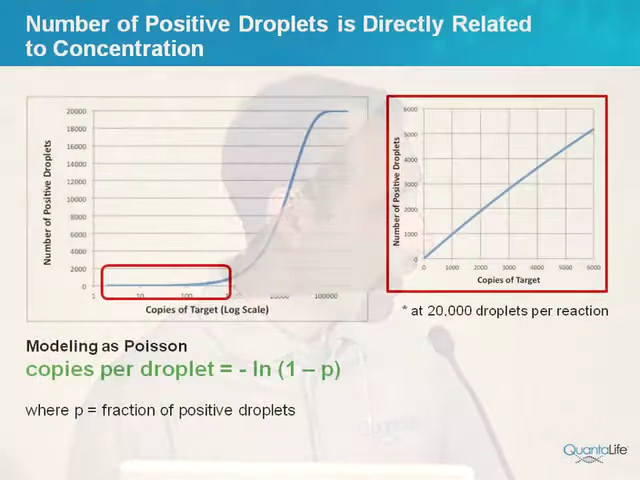 Number of Positive Droplets is Directly Related
to Concentration
20000
18000
16000
14000
12000
10000
8000
6000
4000
2000
0
Number of Positive Droplets
1 10 100 10000 100000
Copies of Target (Log Scale)
6000
5000
4000
3000
2000
1000
0
Number of Positive Droplets
0 1000 2000 3000 4000 5000 6000
Copies of Target
* at 20,000 droplets per reaction
Modeling as Poisson
copies per droplet = - ln (1 – p)
where p = fraction of positive droplets
QuantaLife